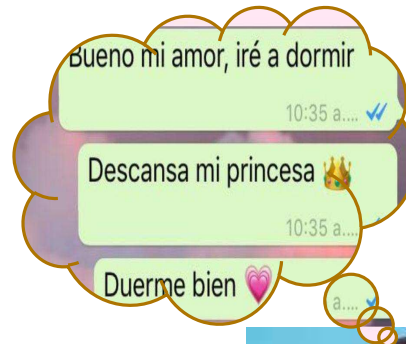 Bueno mi amor, iré a dormir
10:35 a....
Descansa mi princesa 👑
10:35 a....
Duerme bien 💗
a....